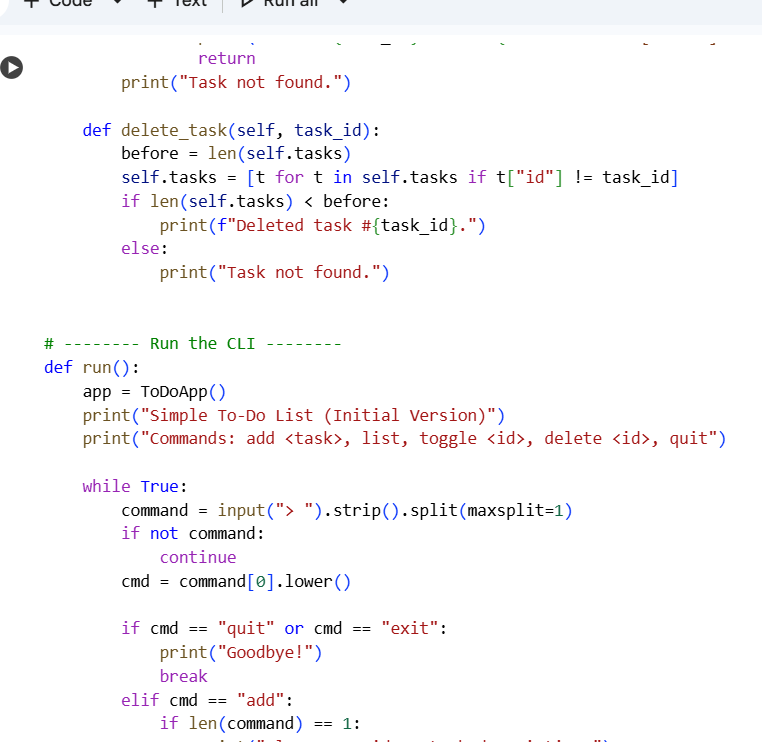 + Code + Text Run all
return
print("Task not found.")
def delete_task(self, task_id):
before = len(self.tasks)
self.tasks = [t for t in self.tasks if t["id"] != task_id]
if len(self.tasks) < before:
print(f"Deleted task #{task_id}.")
else:
print("Task not found.")
# -------- Run the CLI --------
def run():
app = ToDoApp()
print("Simple To-Do List (Initial Version)")
print("Commands: add <task>, list, toggle <id>, delete <id>, quit")
while True:
command = input("> ").strip().split(maxsplit=1)
if not command:
continue
cmd = command[0].lower()
if cmd == "quit" or cmd == "exit":
print("Goodbye!")
break
elif cmd == "add":
if len(command) == 1: